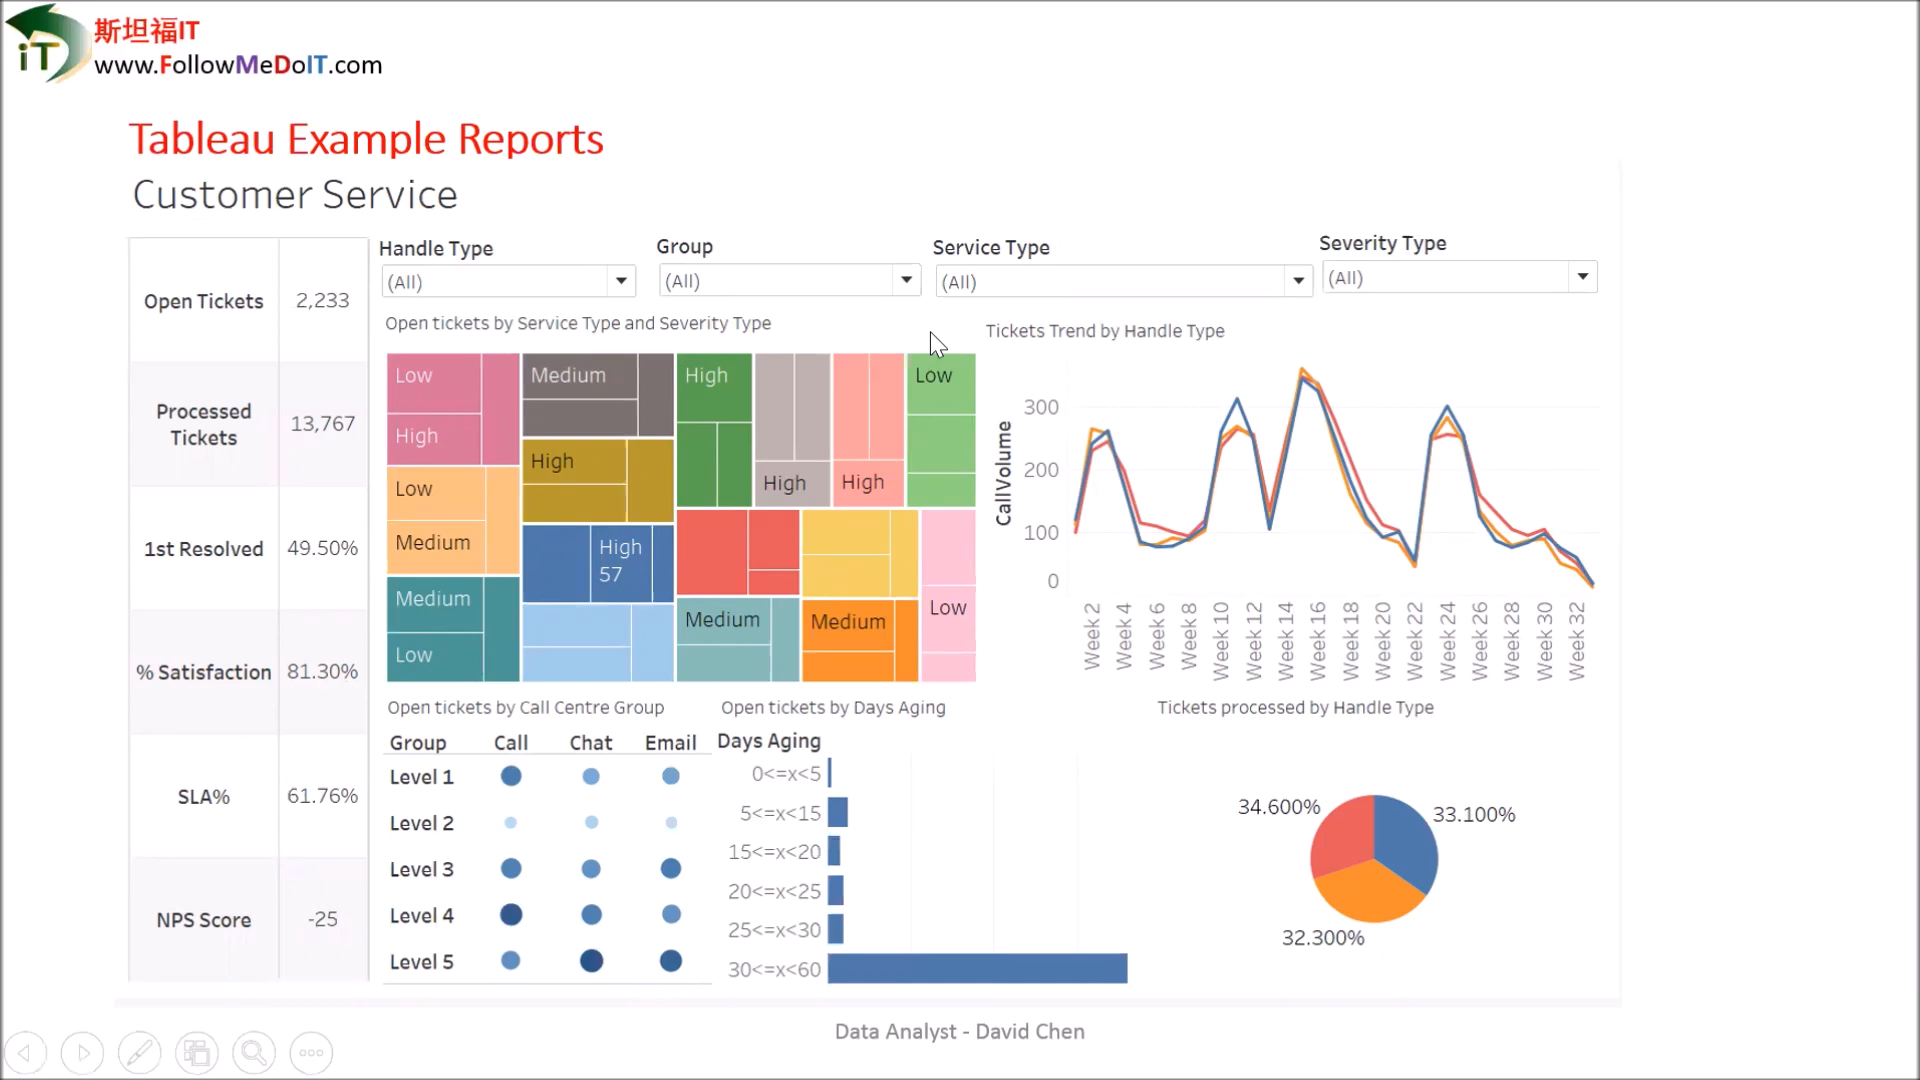 斯坦福IT
iT
www.FollowMeDoIT.com
Tableau Example Reports
Customer Service
Open Tickets 2,233
Processed Tickets 13,767
1st Resolved 49.50%
% Satisfaction 81.30%
SLA% 61.76%
NPS Score -25
Handle Type
(All)
Group
(All)
Service Type
(All)
Severity Type
(All)
Open tickets by Service Type and Severity Type
Low
High
Low
Medium
Medium
Low
Medium
High
High
57
High
High
High
Low
Medium
Medium
Low
Tickets Trend by Handle Type
Call Volume
300
200
100
0
Week 2
Week 4
Week 6
Week 8
Week 10
Week 12
Week 14
Week 16
Week 18
Week 20
Week 22
Week 24
Week 26
Week 28
Week 30
Week 32
Open tickets by Call Centre Group
Group Call Chat Email
Level 1
Level 2
Level 3
Level 4
Level 5
Open tickets by Days Aging
Days Aging
0<=x<5
5<=x<15
15<=x<20
20<=x<25
25<=x<30
30<=x<60
Tickets processed by Handle Type
34.600%
33.100%
32.300%
Data Analyst - David Chen